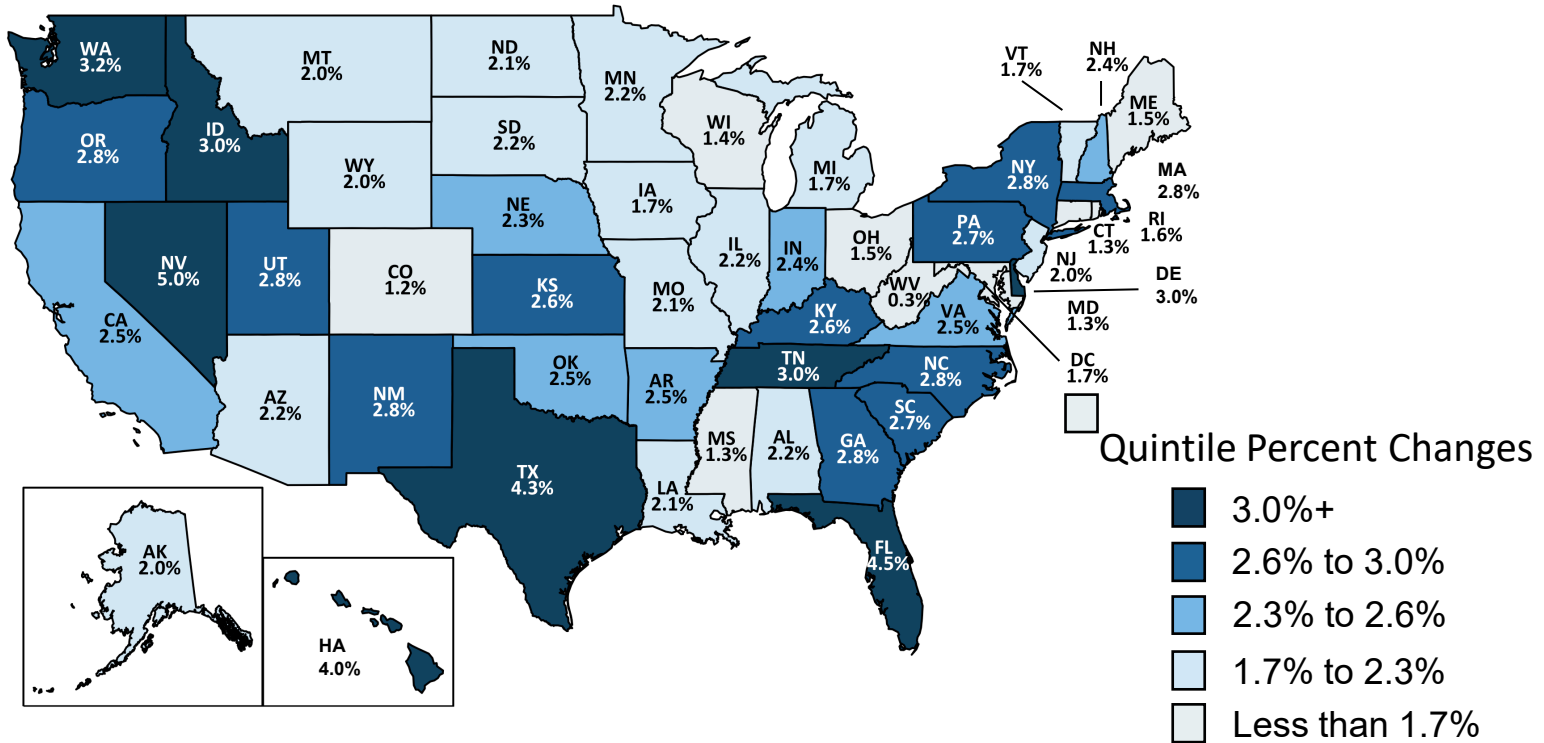 WA
3.2%
MT
2.0%
ND
2.1%
MN
2.2%
VT
1.7%
NH
2.4%
ME
1.5%
OR
2.8%
ID
3.0%
WY
2.0%
SD
2.2%
WI
1.4%
MI
1.7%
NY
2.8%
MA
2.8%
NV
5.0%
UT
2.8%
CO
1.2%
NE
2.3%
IA
1.7%
IL
2.2%
IN
2.4%
OH
1.5%
PA
2.7%
CT
1.3%
RI
1.6%
NJ
2.0%
DE
3.0%
CA
2.5%
KS
2.6%
MO
2.1%
KY
2.6%
WV
0.3%
VA
2.5%
MD
1.3%
DC
1.7%
AZ
2.2%
NM
2.8%
OK
2.5%
AR
2.5%
TN
3.0%
NC
2.8%
SC
2.7%
TX
4.3%
LA
2.1%
MS
1.3%
AL
2.2%
GA
2.8%
FL
4.5%
AK
2.0%
HA
4.0%
Quintile Percent Changes
3.0%+
2.6% to 3.0%
2.3% to 2.6%
1.7% to 2.3%
Less than 1.7%